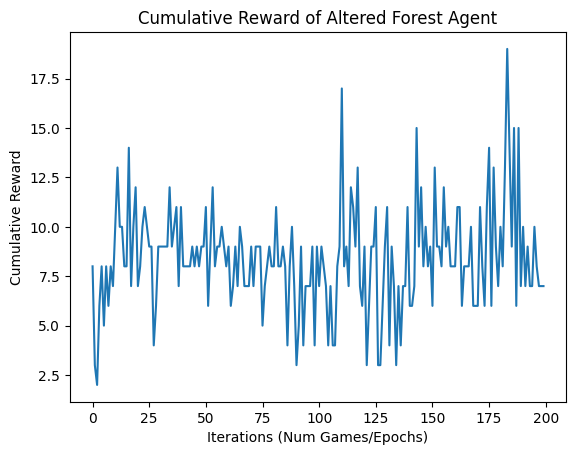 Cumulative Reward of Altered Forest Agent
17.5
15.0
12.5
10.0
7.5
5.0
2.5
Cumulative Reward
0 25 50 75 100 125 150 175 200
Iterations (Num Games/Epochs)